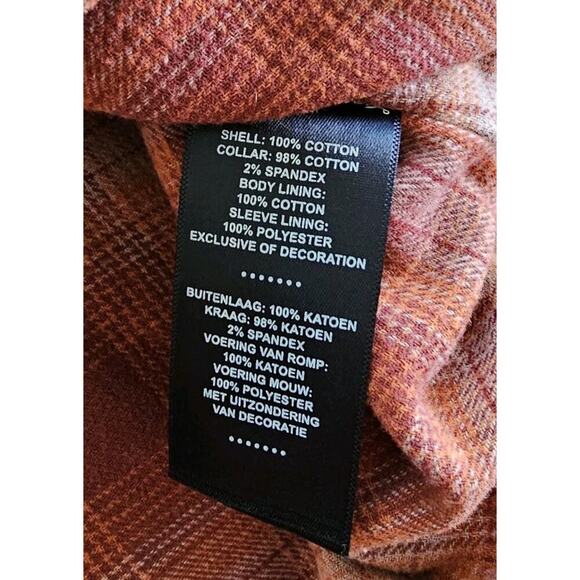 SHELL: 100% COTTON
COLLAR: 98% COTTON
2% SPANDEX
BODY LINING:
100% COTTON
SLEEVE LINING:
100% POLYESTER
EXCLUSIVE OF DECORATION
•••••••
BUITENLAAG: 100% KATOEN
KRAAG: 98% KATOEN
2% SPANDEX
VOERING VAN ROMP:
100% KATOEN
VOERING MOUW:
100% POLYESTER
MET UITZONDERING
VAN DECORATIE
•••••••